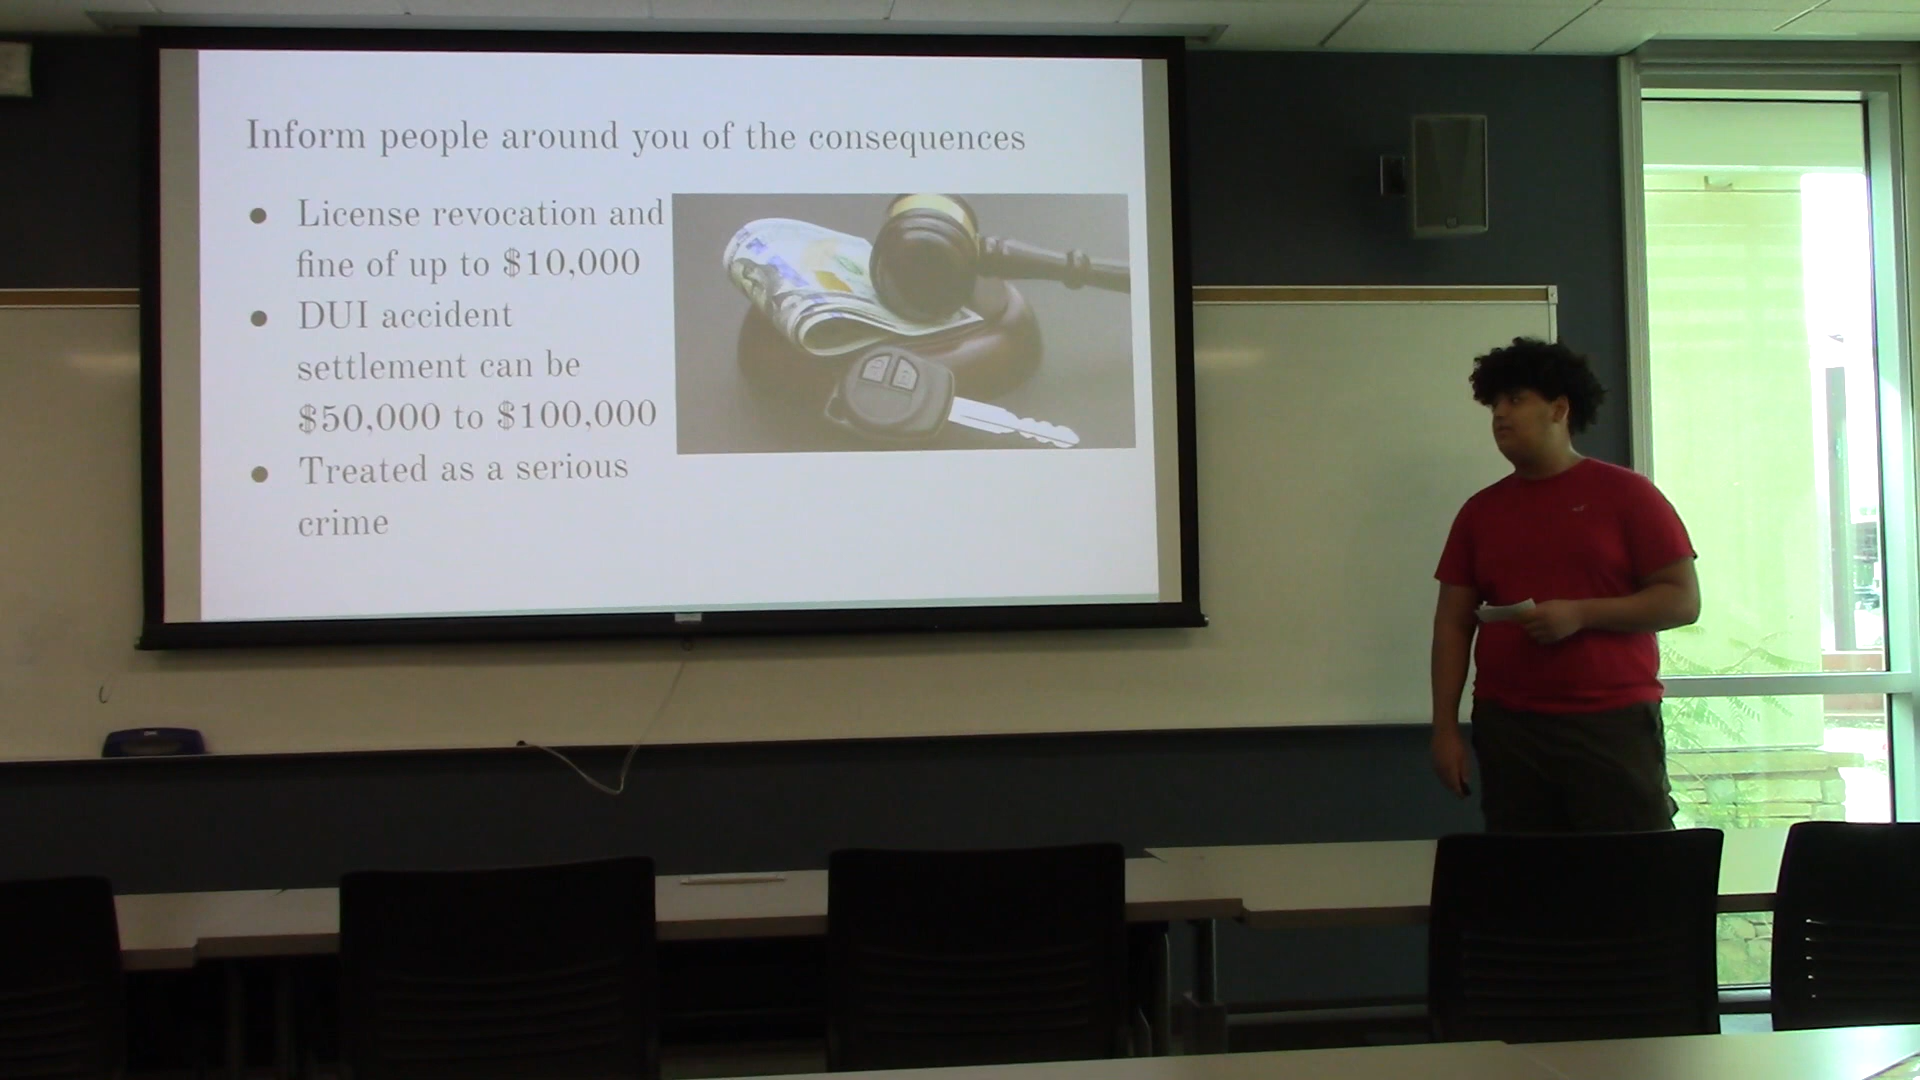 Inform people around you of the consequences
● License revocation and
fine of up to $10,000
● DUI accident
settlement can be
$50,000 to $100,000
● Treated as a serious
crime